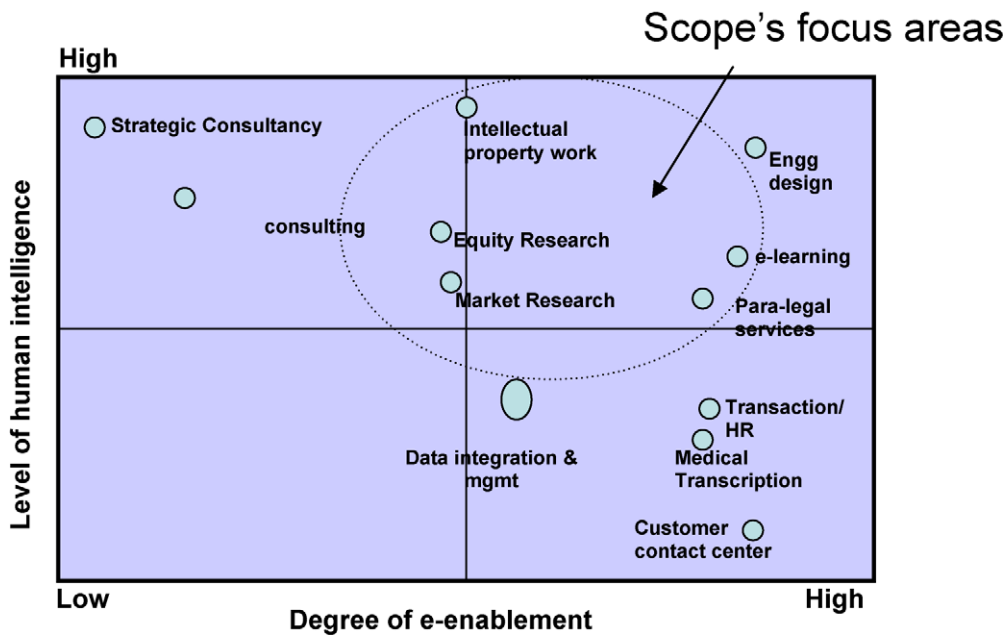 Scope's focus areas
High
Strategic Consultancy
Intellectual
property work
Engg
design
consulting
Equity Research
e-learning
Market Research
Para-legal
services
Level of human intelligence
Transaction/
HR
Data integration &
mgmt
Medical
Transcription
Customer
contact center
Low
High
Degree of e-enablement